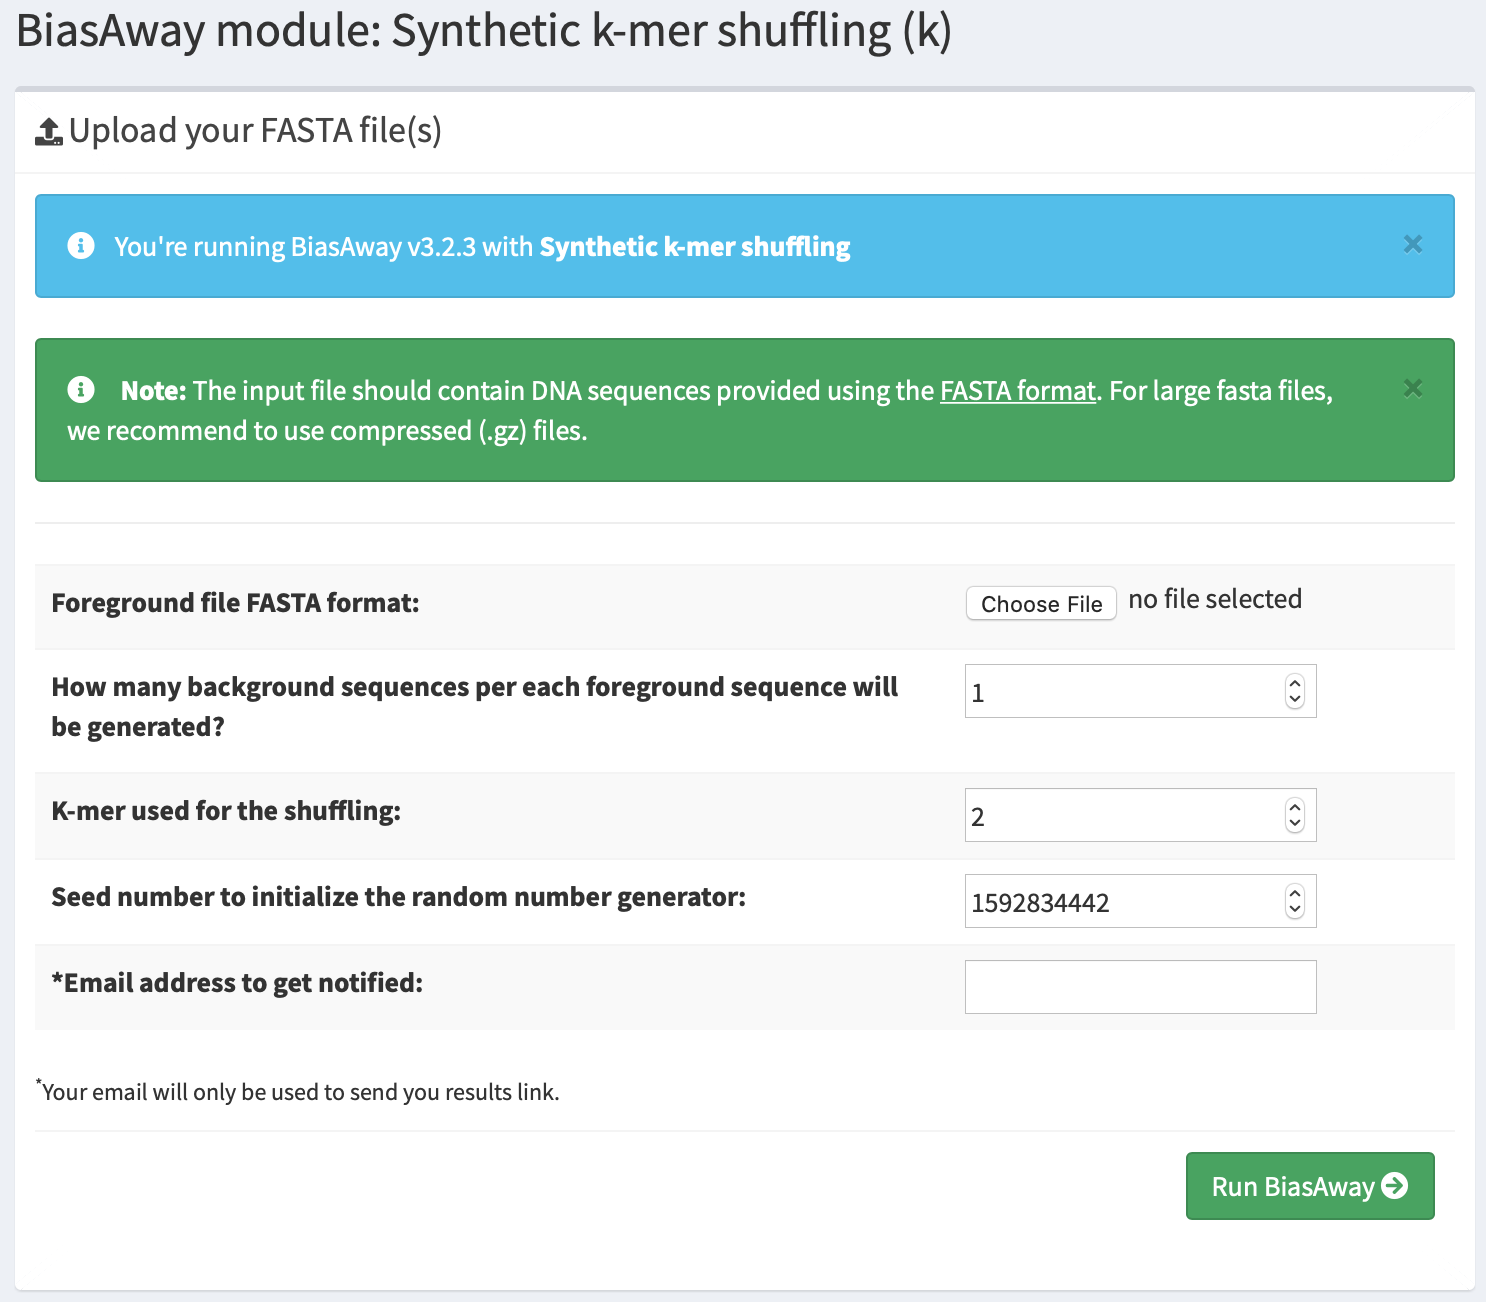 BiasAway module: Synthetic k-mer shuffling (k)
Upload your FASTA file(s)
You're running BiasAway v3.2.3 with Synthetic k-mer shuffling
Note: The input file should contain DNA sequences provided using the FASTA format. For large fasta files,
we recommend to use compressed (.gz) files.
Foreground file FASTA format:
Choose File no file selected
How many background sequences per each foreground sequence will
be generated?
1
K-mer used for the shuffling:
2
Seed number to initialize the random number generator:
1592834442
*Email address to get notified:
*Your email will only be used to send you results link.
Run BiasAway